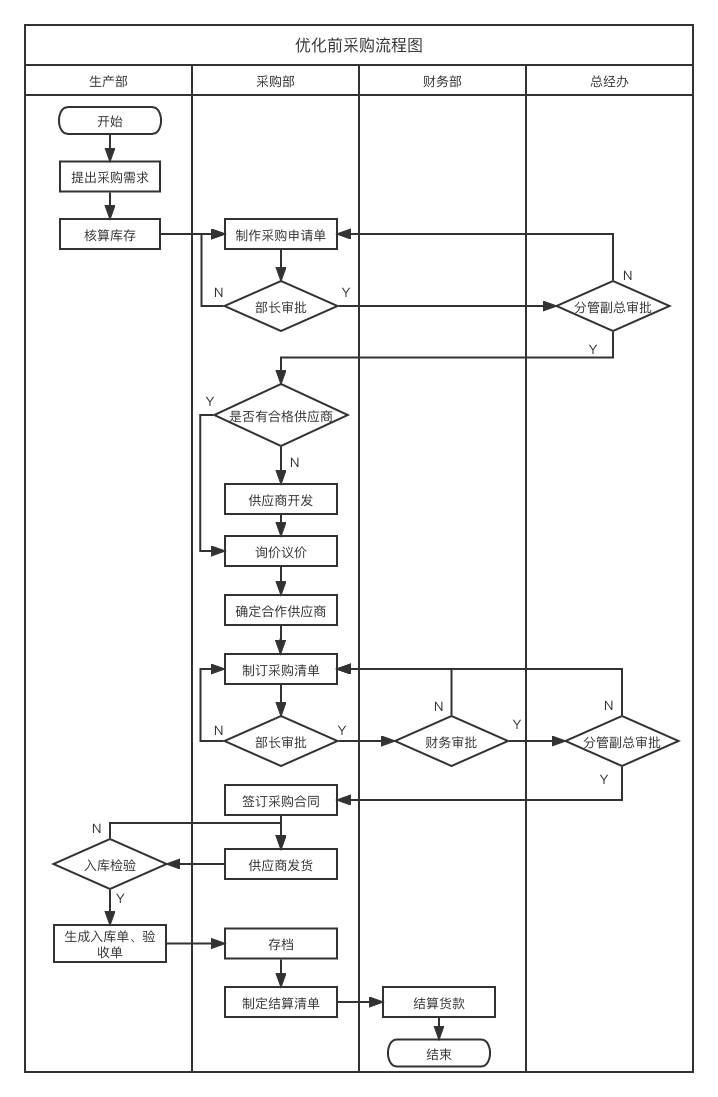 优化前采购流程图
生产部
采购部
财务部
总经办
开始
提出采购需求
核算库存
制作采购申请单
N
部长审批
Y
N
分管副总审批
Y
Y
是否有合格供应商
N
供应商开发
询价议价
确定合作供应商
制订采购清单
N
部长审批
Y
N
财务审批
Y
N
分管副总审批
Y
签订采购合同
N
入库检验
供应商发货
Y
生成入库单、验
收单
存档
制定结算清单
结算货款
结束